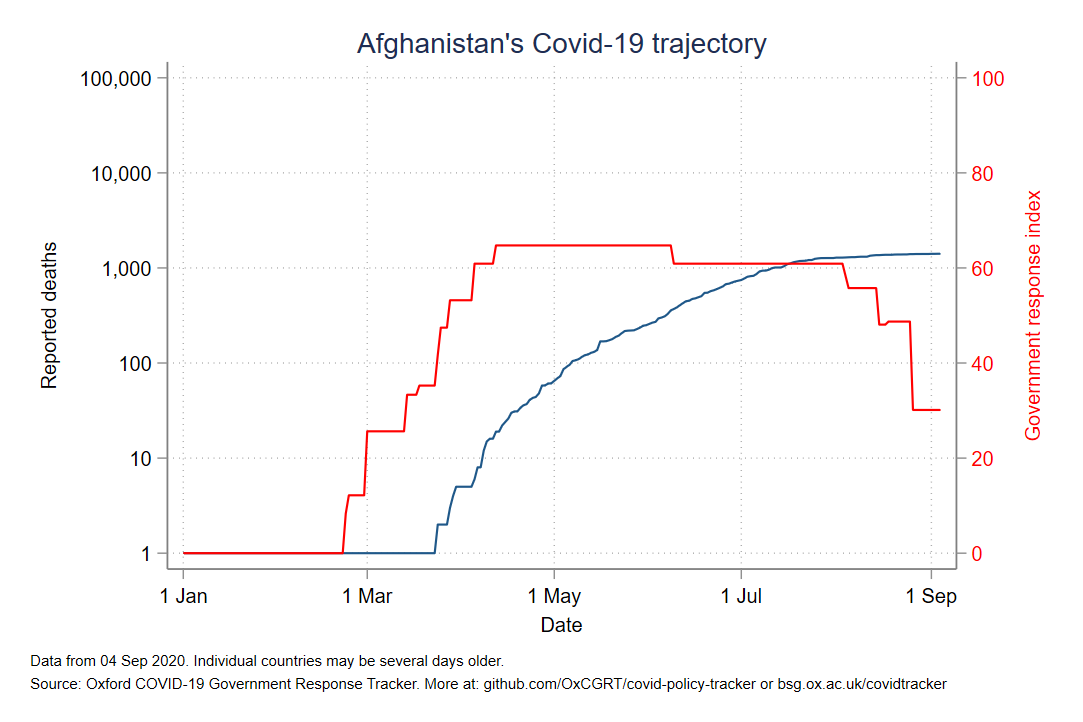 Afghanistan's Covid-19 trajectory
100,000
10,000
1,000
100
10
1
Reported deaths
100
80
60
40
20
0
Government response index
1 Jan
1 Mar
1 May
1 Jul
1 Sep
Date
Data from 04 Sep 2020. Individual countries may be several days older.
Source: Oxford COVID-19 Government Response Tracker. More at: github.com/OxCGRT/covid-policy-tracker or bsg.ox.ac.uk/covidtracker